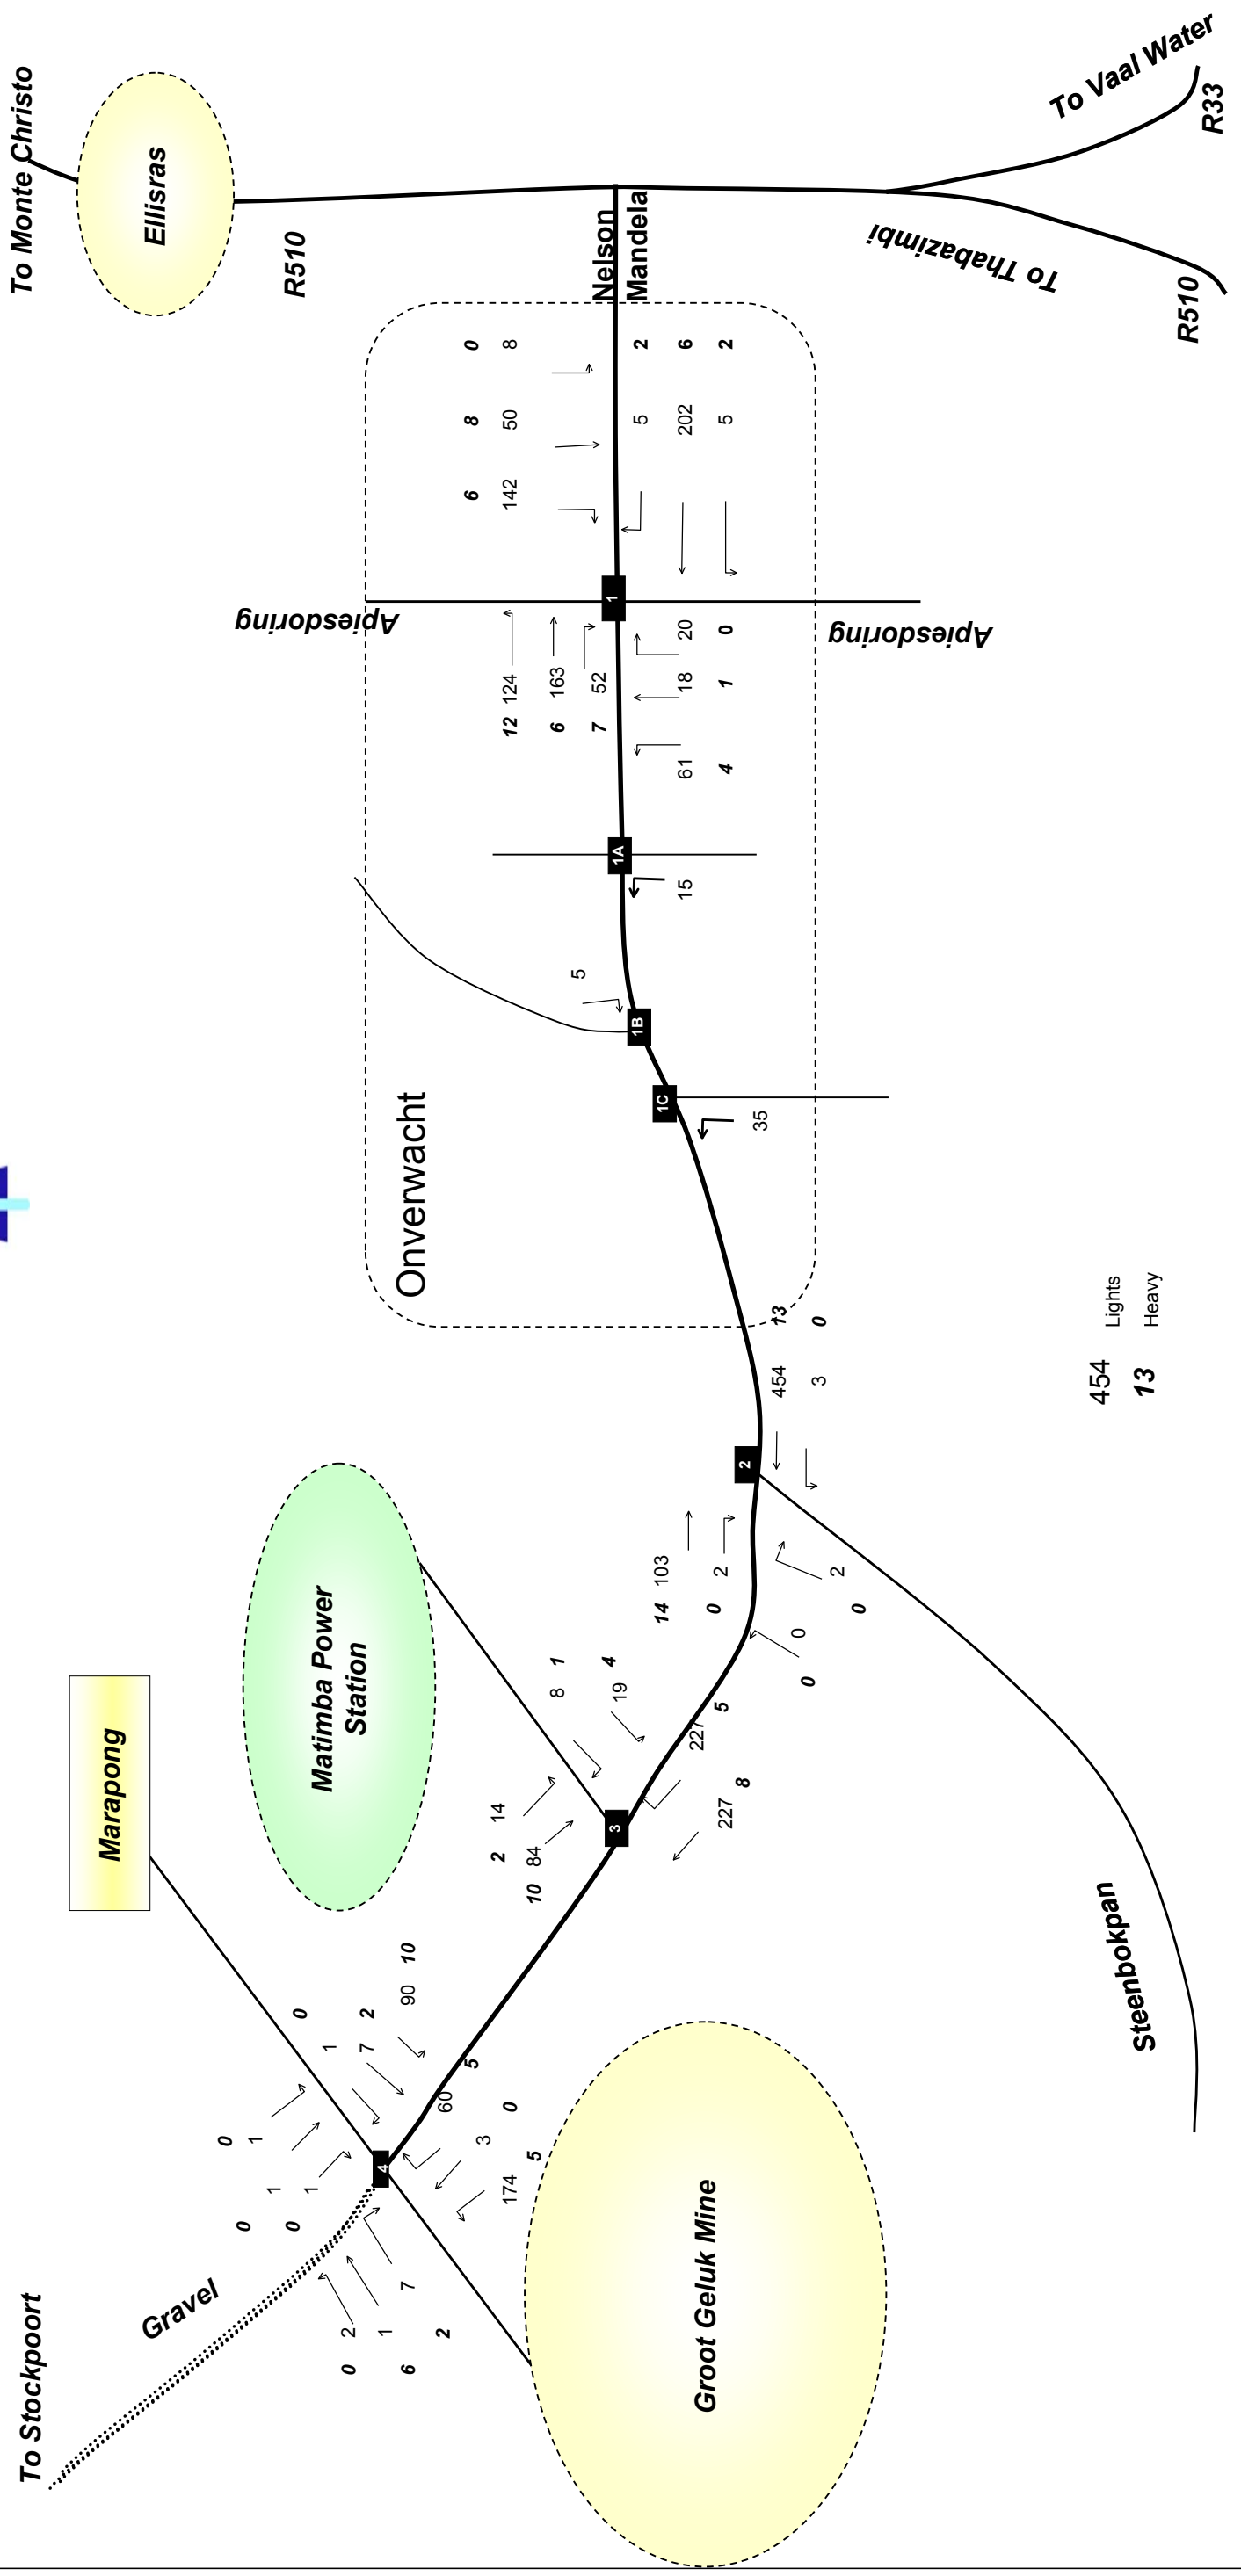 To Monte Christo
Ellisras
R510
Nelson
Mandela
To Vaal Water
R33
To Thabazimbi
R510
0
8
8
50
6
142
2
5
6
202
2
5
Apiesdoring
Apiesdoring
12 124
6 163
7 52
20
0
18
1
61
4
1
1A
15
5
1B
1C
35
Onverwacht
13
454
0
3
454 Lights
13 Heavy
2
14 103
0 2
2
0
0
0
Matimba Power
Station
Marapong
8 1
19 4
227 5
227 8
2 14
10 84
3
Steenbokpan
0
1
2
7
90 10
60 5
3 0
174 5
0
1
1
0
1
0
4
Gravel
To Stockpoort
2
0
1
7
6
2
Groot Geluk Mine